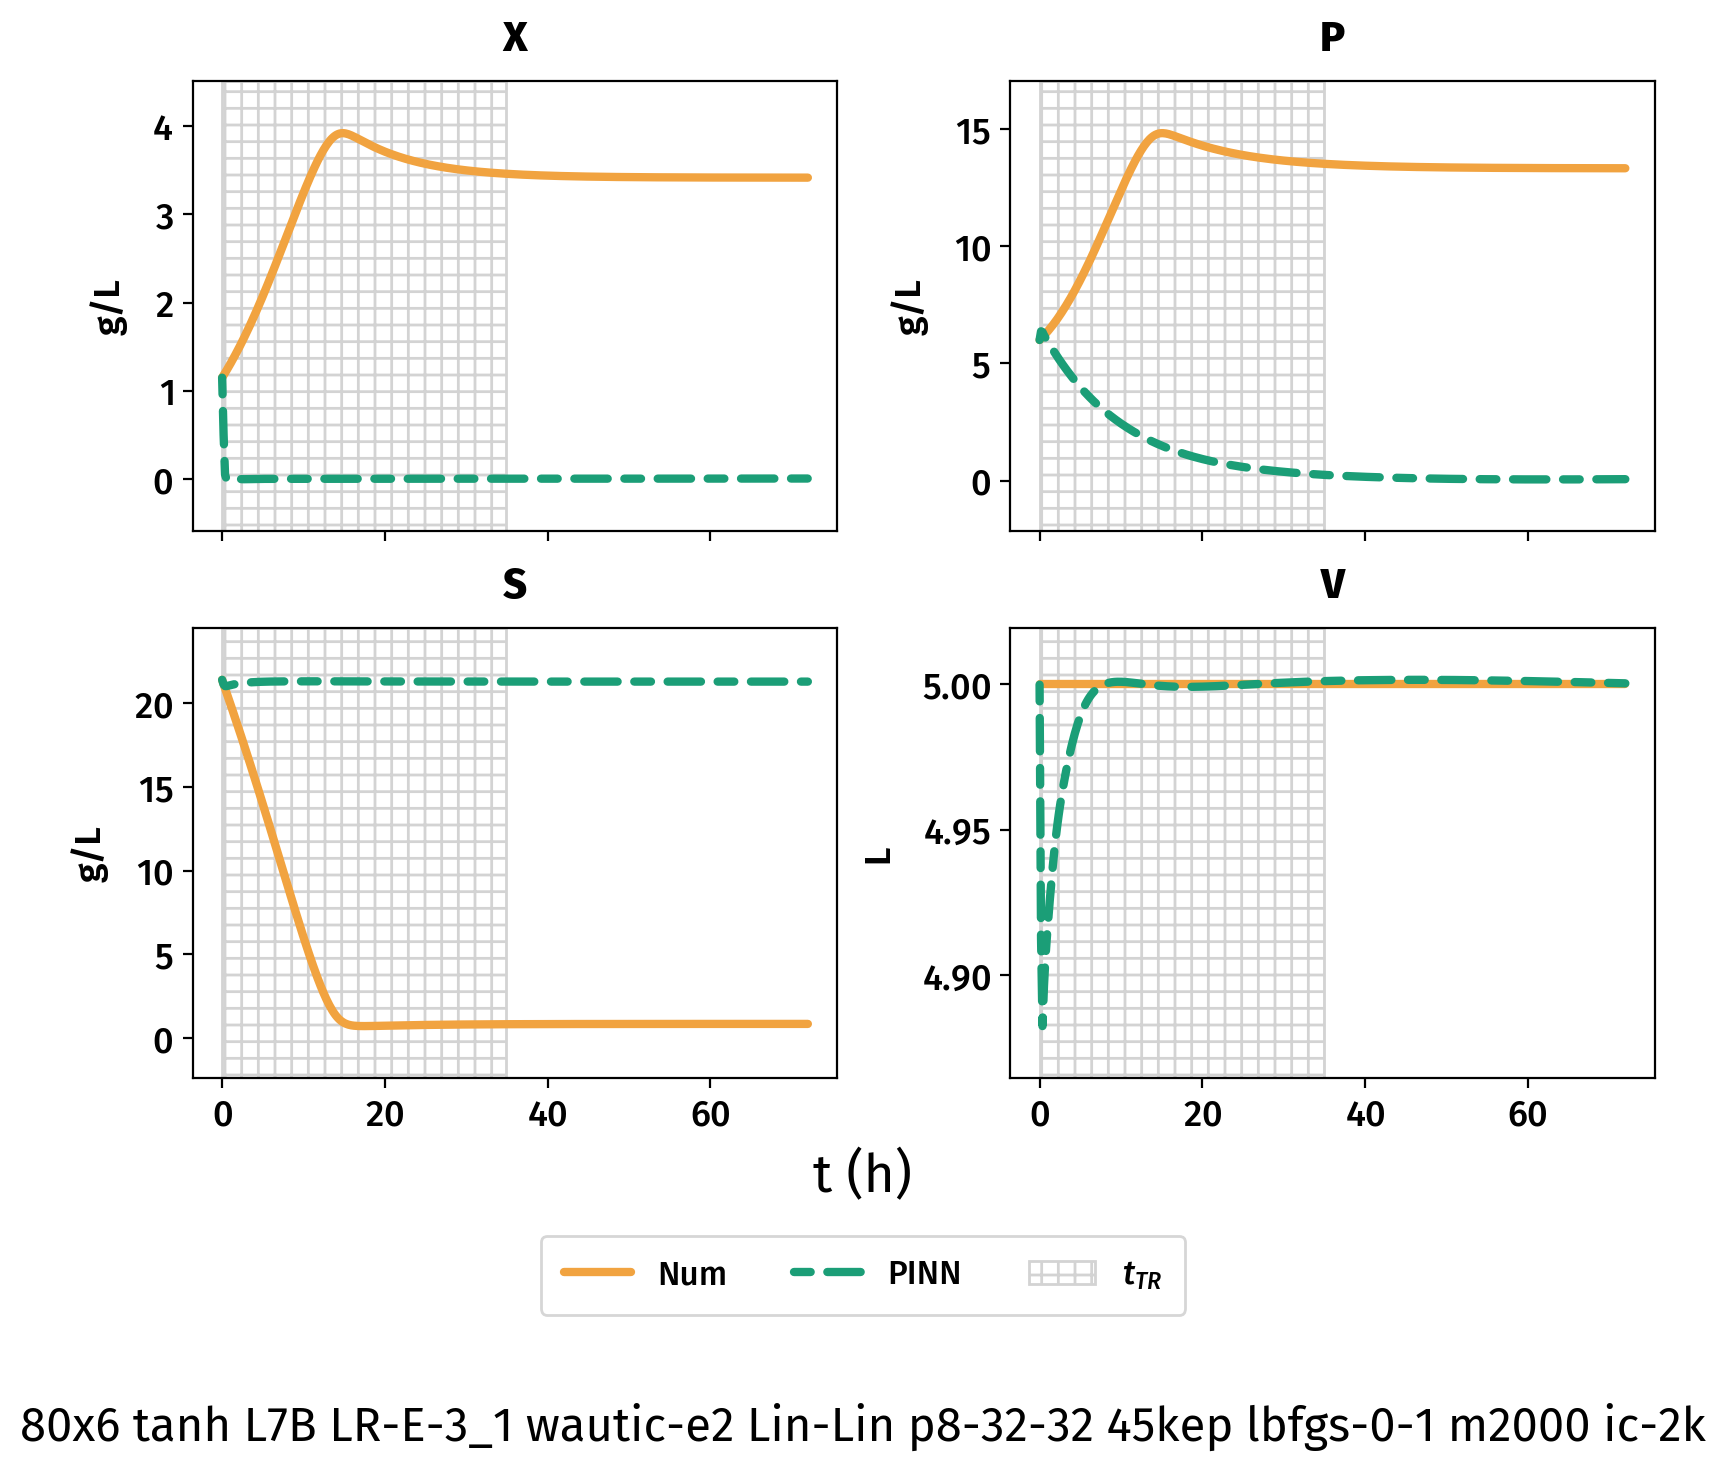 X
4
3
2
1
0
g/L
P
15
10
5
0
g/L
S
20
15
10
5
0
g/L
0 20 40 60
V
5.00
4.95
4.90
L
0 20 40 60
t (h)
Num PINN t_TR
80x6 tanh L7B LR-E-3_1 wautic-e2 Lin-Lin p8-32-32 45kep lbfgs-0-1 m2000 ic-2k